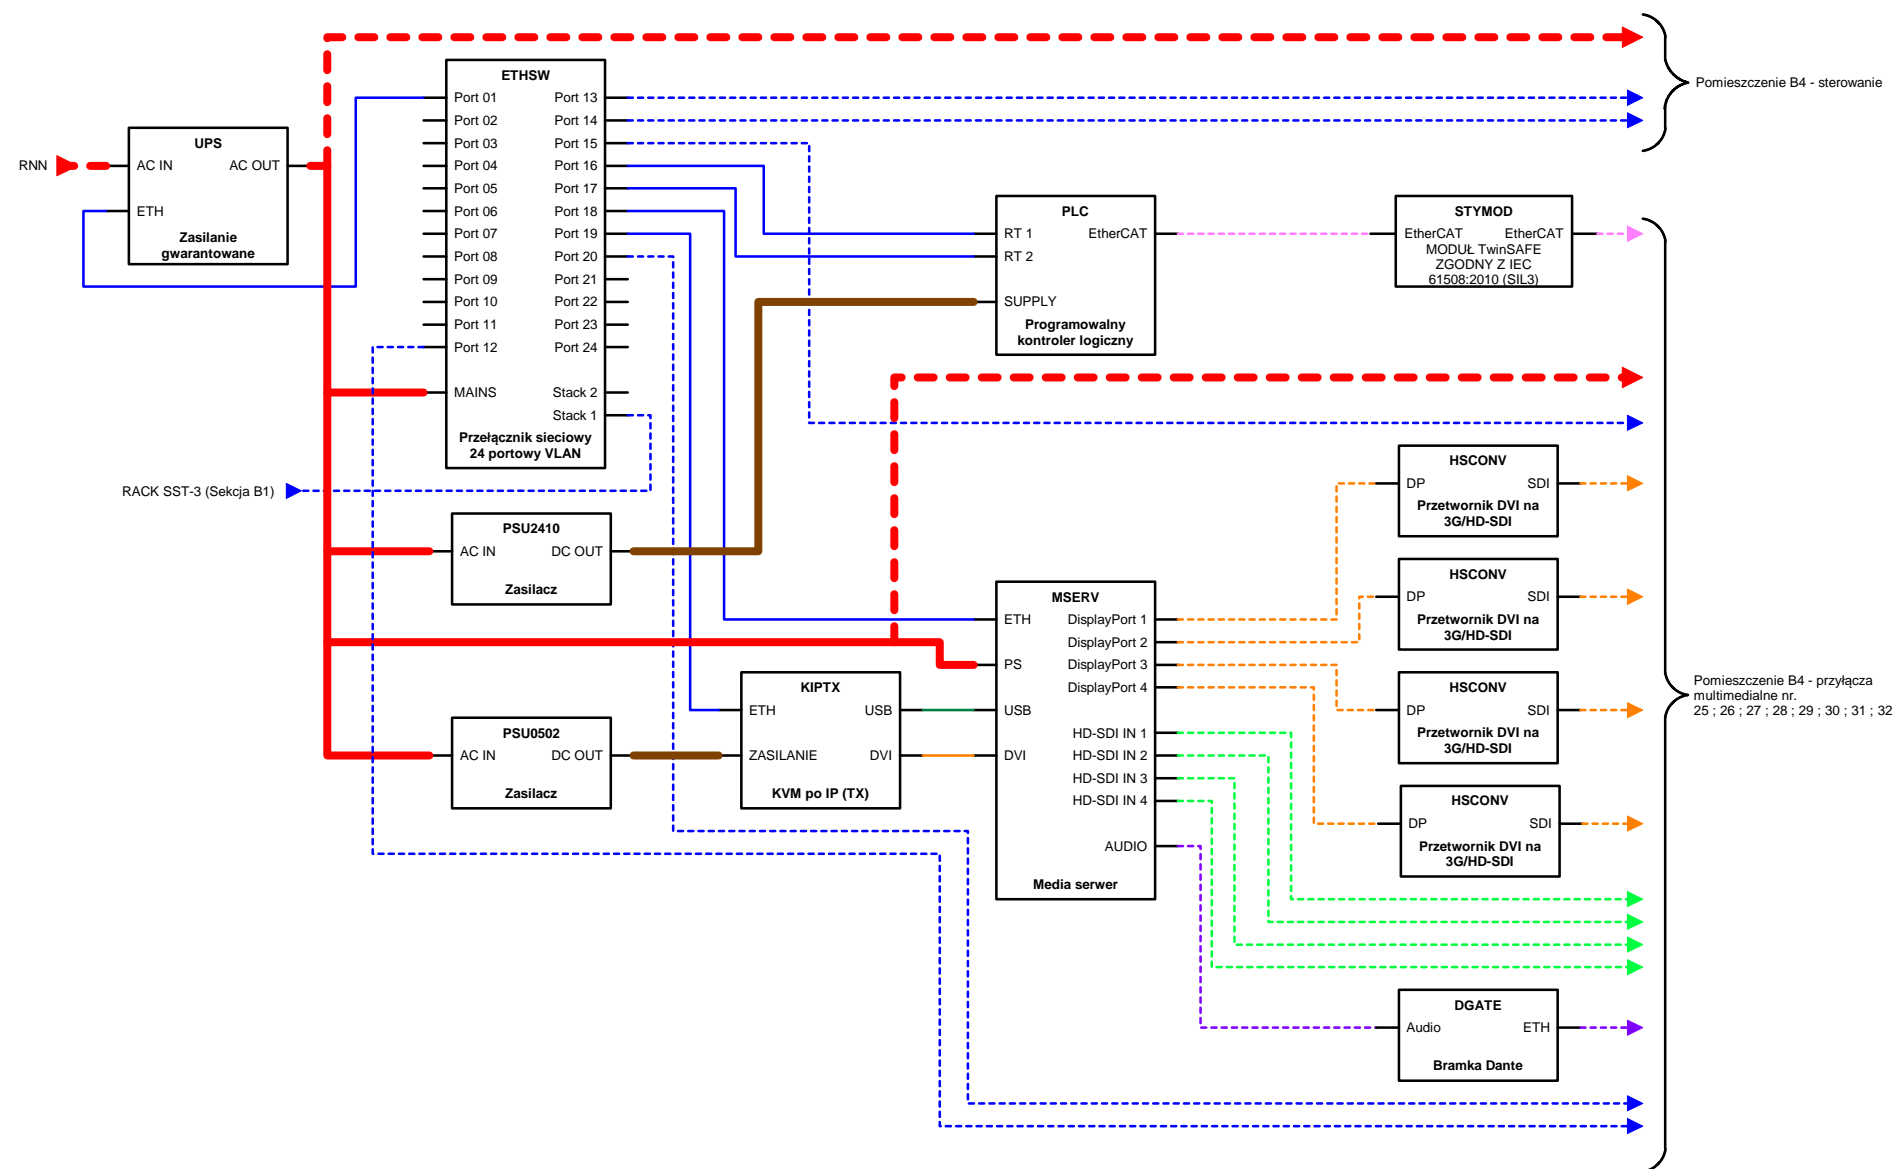 RNN
UPS
AC IN
AC OUT
ETH
Zasilanie
gwarantowane
ETHSW
Port 01
Port 13
Port 02
Port 14
Port 03
Port 15
Port 04
Port 16
Port 05
Port 17
Port 06
Port 18
Port 07
Port 19
Port 08
Port 20
Port 09
Port 21
Port 10
Port 22
Port 11
Port 23
Port 12
Port 24
MAINS
Stack 2
Stack 1
Przełącznik sieciowy
24 portowy VLAN
RACK SST-3 (Sekcja B1)
PSU2410
AC IN
DC OUT
Zasilacz
PSU0502
AC IN
DC OUT
Zasilacz
KIPTX
ETH
USB
ZASILANIE
DVI
KVM po IP (TX)
PLC
RT 1
EtherCAT
RT 2
SUPPLY
Programowalny
kontroler logiczny
STYMOD
EtherCAT
EtherCAT
MODUŁ TwinSAFE
ZGODNY Z IEC
61508:2010 (SIL3)
MSERV
ETH
DisplayPort 1
DisplayPort 2
PS
DisplayPort 3
DisplayPort 4
USB
HD-SDI IN 1
DVI
HD-SDI IN 2
HD-SDI IN 3
HD-SDI IN 4
AUDIO
Media serwer
HSCONV
DP
SDI
Przetwornik DVI na
3G/HD-SDI
HSCONV
DP
SDI
Przetwornik DVI na
3G/HD-SDI
HSCONV
DP
SDI
Przetwornik DVI na
3G/HD-SDI
HSCONV
DP
SDI
Przetwornik DVI na
3G/HD-SDI
DGATE
Audio
ETH
Bramka Dante
Pomieszczenie B4 - sterowanie
Pomieszczenie B4 - przyłącza
multimedialne nr.
25 ; 26 ; 27 ; 28 ; 29 ; 30 ; 31 ; 32